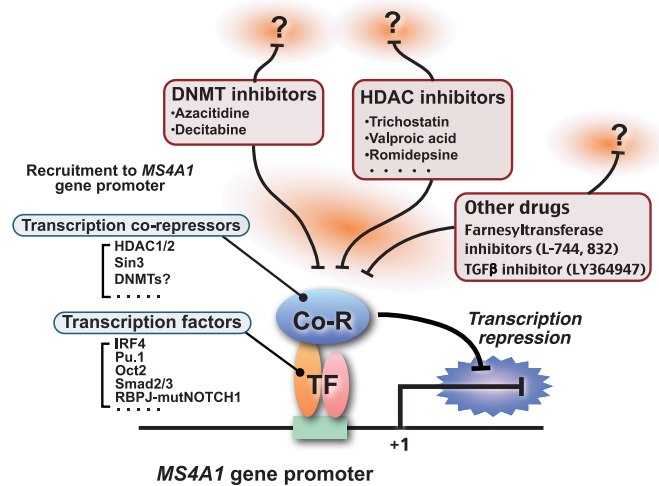 ?
?
DNMT inhibitors
•Azacitidine
•Decitabine
HDAC inhibitors
•Trichostatin
•Valproic acid
•Romidepsine
. . . . .
?
Other drugs
Farnesyltransferase
inhibitors (L-744, 832)
TGFβ inhibitor (LY364947)
Recruitment to MS4A1
gene promoter
Transcription co-repressors
HDAC1/2
Sin3
DNMTs?
. . . . .
Transcription factors
IRF4
Pu.1
Oct2
Smad2/3
RBPJ-mutNOTCH1
. . . . . .
Co-R
TF
Transcription
repression
+1
MS4A1 gene promoter